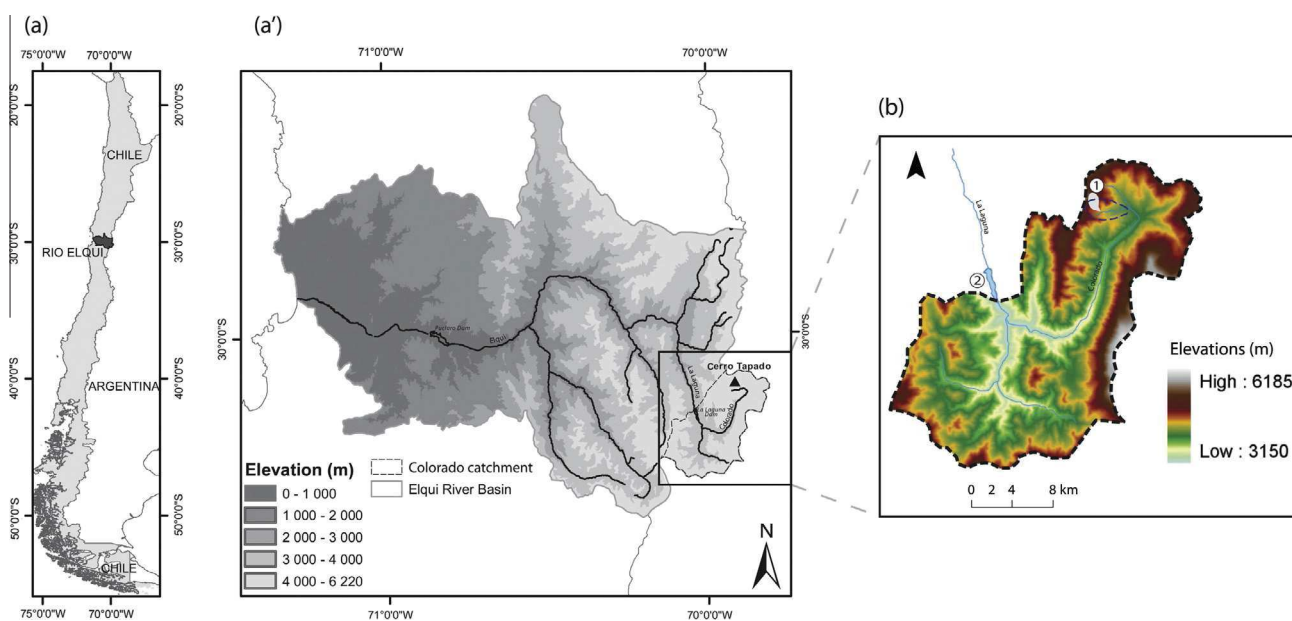 (a)
75°0'0"W 70°0'0"W
20°0'0"S
30°0'0"S
40°0'0"S
50°0'0"S
CHILE
RIO ELQUI
ARGENTINA
CHILE
20°0'0"S
30°0'0"S
40°0'0"S
50°0'0"S
75°0'0"W 70°0'0"W
(a')
71°0'0"W 70°0'0"W
30°0'0"S
30°0'0"S
Puclaro Dam
Elqui
La Laguna
Cerro Tapado
La Laguna
Dam
Colorado
Elevation (m)
0 - 1 000
1 000 - 2 000
2 000 - 3 000
3 000 - 4 000
4 000 - 6 220
Colorado catchment
Elqui River Basin
N
71°0'0"W 70°0'0"W
(b)
1
La Laguna
Colorado
2
Elevations (m)
High : 6185
Low : 3150
0 2 4 8 km